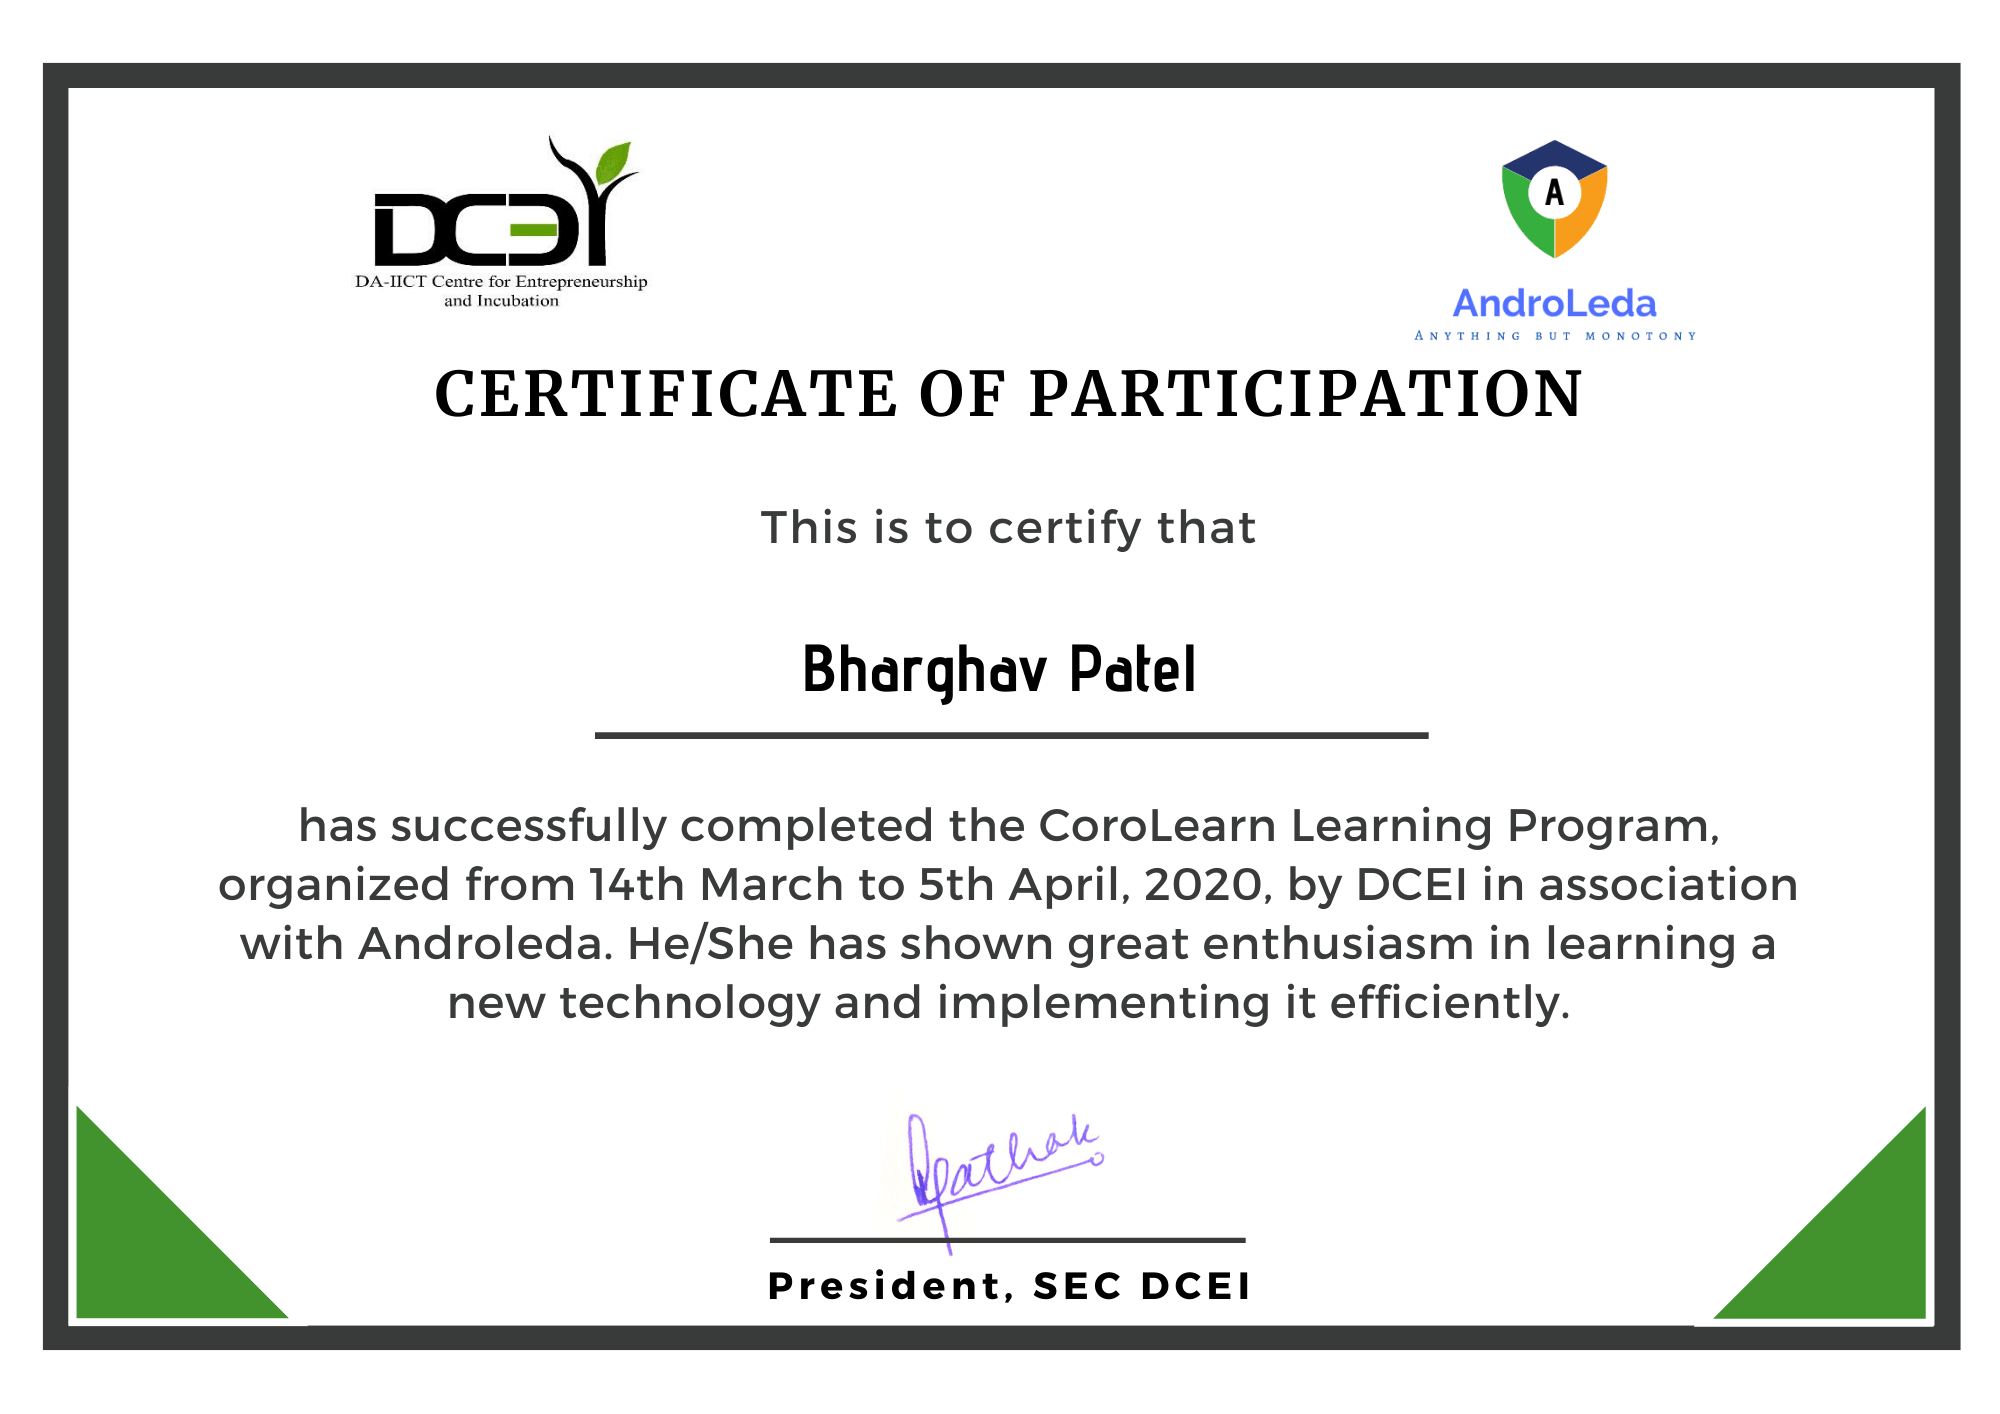 DCEI
DA-IICT Centre for Entrepreneurship
and Incubation
A
AndroLeda
ANYTHING BUT MONOTONY
CERTIFICATE OF PARTICIPATION
This is to certify that
Bharghav Patel
has successfully completed the CoroLearn Learning Program,
organized from 14th March to 5th April, 2020, by DCEI in association
with Androleda. He/She has shown great enthusiasm in learning a
new technology and implementing it efficiently.
President, SEC DCEI